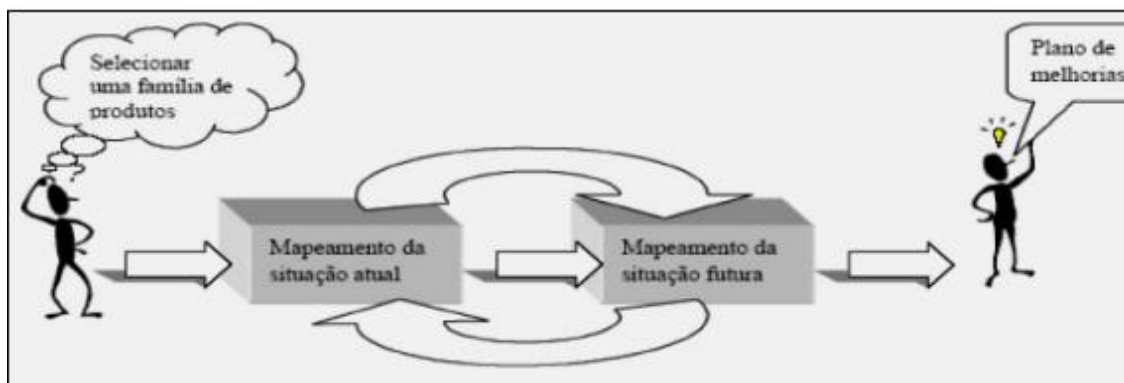 Selecionar
uma família de
produtos
Plano de
melhorias
Mapeamento da
situação atual
Mapeamento da
situação futura